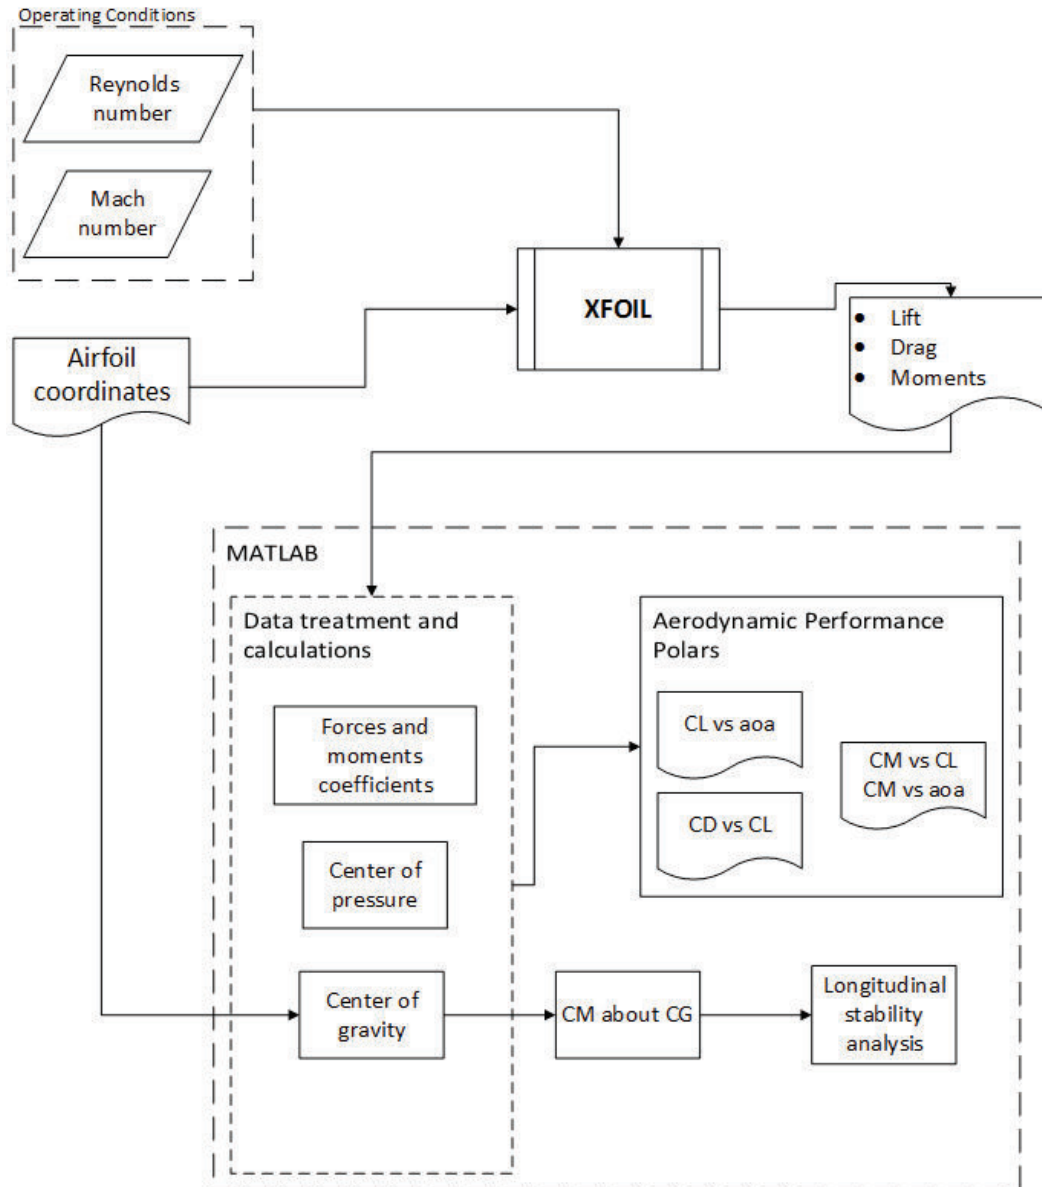 Operating Conditions
Reynolds
number
Mach
number
XFOIL
Airfoil
coordinates
Lift
Drag
Moments
MATLAB
Data treatment and
calculations
Forces and
moments
coefficients
Center of
pressure
Center of
gravity
Aerodynamic Performance
Polars
CL vs aoa
CD vs CL
CM vs CL
CM vs aoa
CM about CG
Longitudinal
stability
analysis